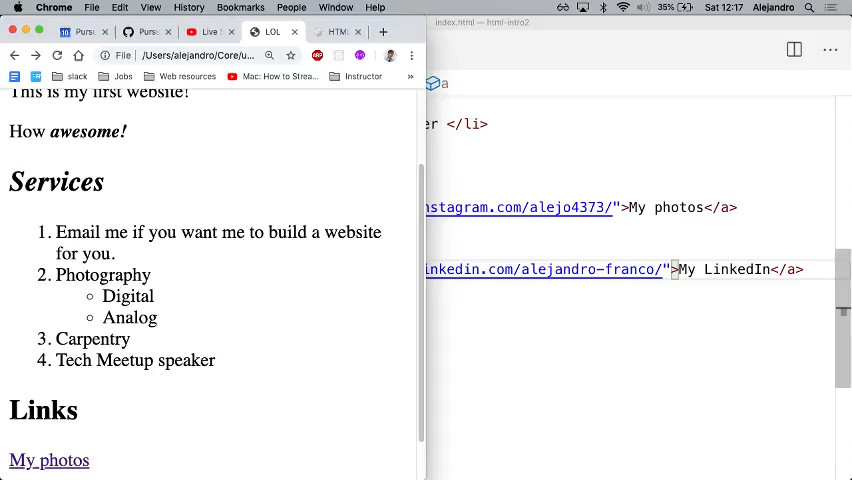 Chrome File Edit View History Bookmarks People Window Help 35% Sat 12:17 Alejandro
index.html — html-intro2
Pursu Pursu Live S LOL HTML
File /Users/alejandro/Core/u...
slack Jobs Web resources Mac: How to Strea... Instructor »
a
This is my first website!
er </li>
How awesome!
Services
nstagram.com/alejo4373/">My photos</a>
1. Email me if you want me to build a website
for you.
inkedin.com/alejandro-franco/">My LinkedIn</a>
2. Photography
Digital
Analog
3. Carpentry
4. Tech Meetup speaker
Links
My photos